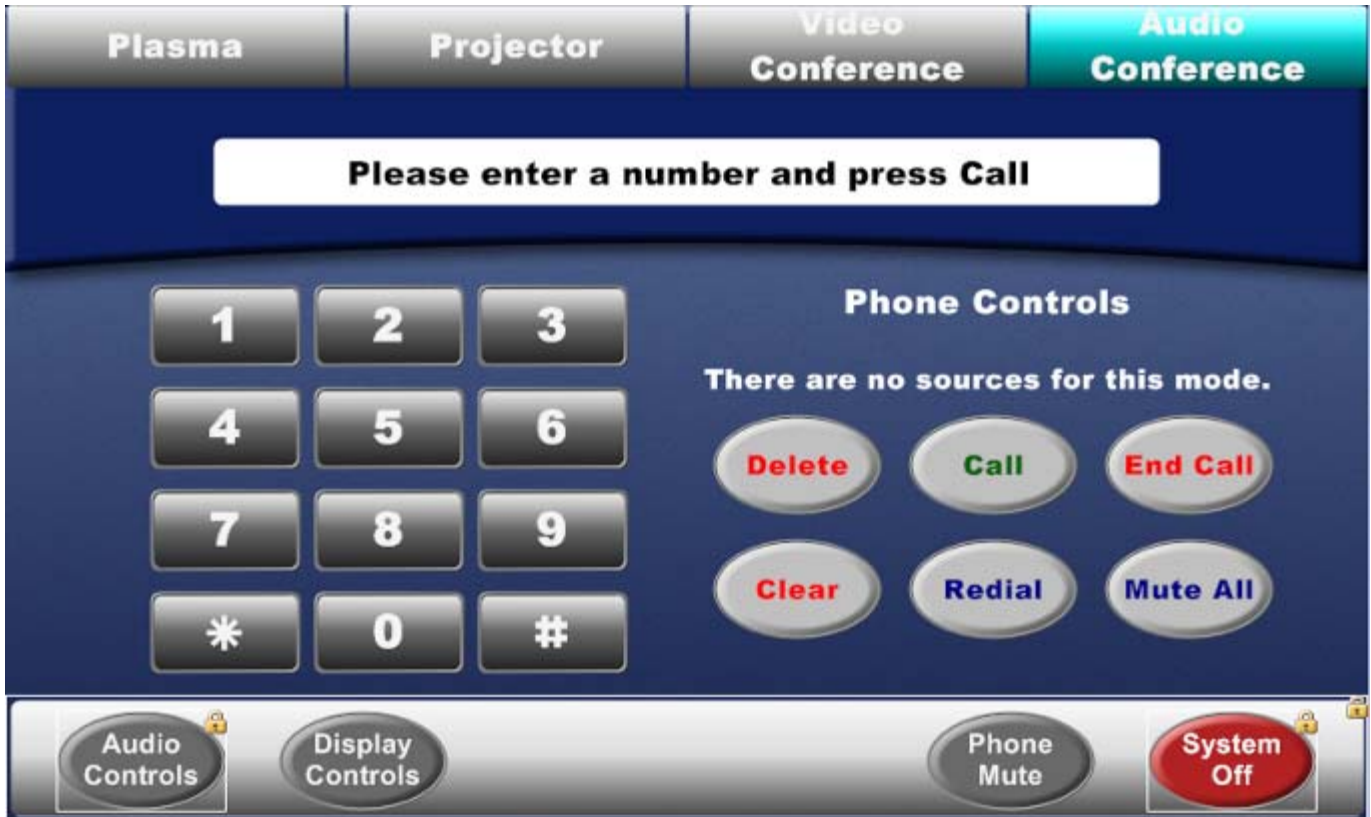 Plasma
Projector
Video
Conference
Audio
Conference
Please enter a number and press Call
1 2 3
Phone Controls
There are no sources for this mode.
4 5 6
Delete Call End Call
7 8 9
Clear Redial Mute All
* 0 #
Audio
Controls
Display
Controls
Phone
Mute
System
Off